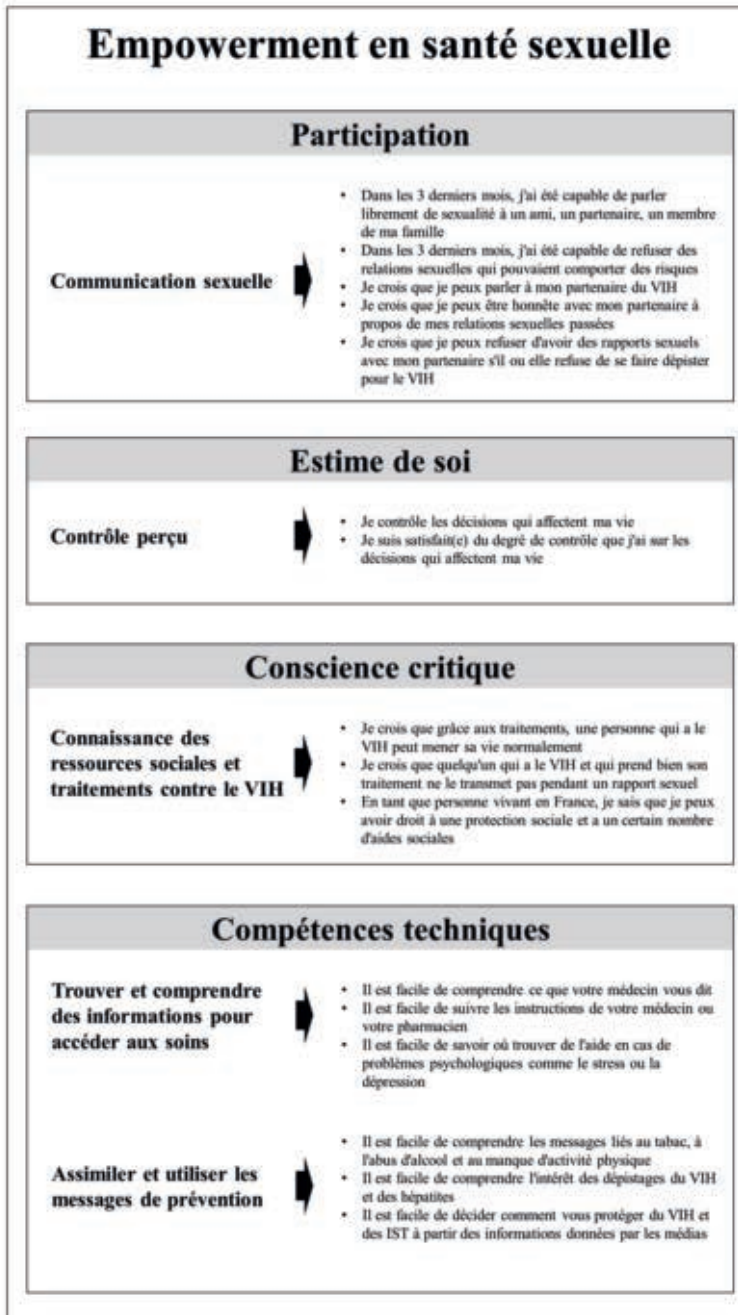 Empowerment en santé sexuelle
Participation
Communication sexuelle
• Dans les 3 derniers mois, j'ai été capable de parler
librement de sexualité à un ami, un partenaire, un membre
de ma famille
• Dans les 3 derniers mois, j'ai été capable de refuser des
relations sexuelles qui pouvaient comporter des risques
• Je crois que je peux parler à mon partenaire du VIH
• Je crois que je peux être honnête avec mon partenaire à
propos de mes relations sexuelles passées
• Je crois que je peux refuser d'avoir des rapports sexuels
avec mon partenaire s'il ou elle refuse de se faire dépister
pour le VIH
Estime de soi
Contrôle perçu
• Je contrôle les décisions qui affectent ma vie
• Je suis satisfait(e) du degré de contrôle que j'ai sur les
décisions qui affectent ma vie
Conscience critique
Connaissance des
ressources sociales et
traitements contre le VIH
• Je crois que grâce aux traitements, une personne qui a le
VIH peut mener sa vie normalement
• Je crois que quelqu'un qui a le VIH et qui prend bien son
traitement ne le transmet pas pendant un rapport sexuel
• En tant que personne vivant en France, je sais que je peux
avoir droit à une protection sociale et a un certain nombre
d'aides sociales
Compétences techniques
Trouver et comprendre
des informations pour
accéder aux soins
• Il est facile de comprendre ce que votre médecin vous dit
• Il est facile de suivre les instructions de votre médecin ou
votre pharmacien
• Il est facile de savoir où trouver de l'aide en cas de
problèmes psychologiques comme le stress ou la
dépression
Assimiler et utiliser les
messages de prévention
• Il est facile de comprendre les messages liés au tabac, à
l'abus d'alcool et au manque d'activité physique
• Il est facile de comprendre l'intérêt des dépistages du VIH
et des hépatites
• Il est facile de décider comment vous protéger du VIH et
des IST à partir des informations données par les médias